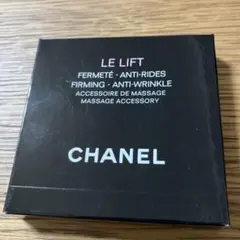 LE LIFT
FERMETÉ - ANTI-RIDES
FIRMING - ANTI-WRINKLE
ACCESSOIRE DE MASSAGE
MASSAGE ACCESSORY
CHANEL